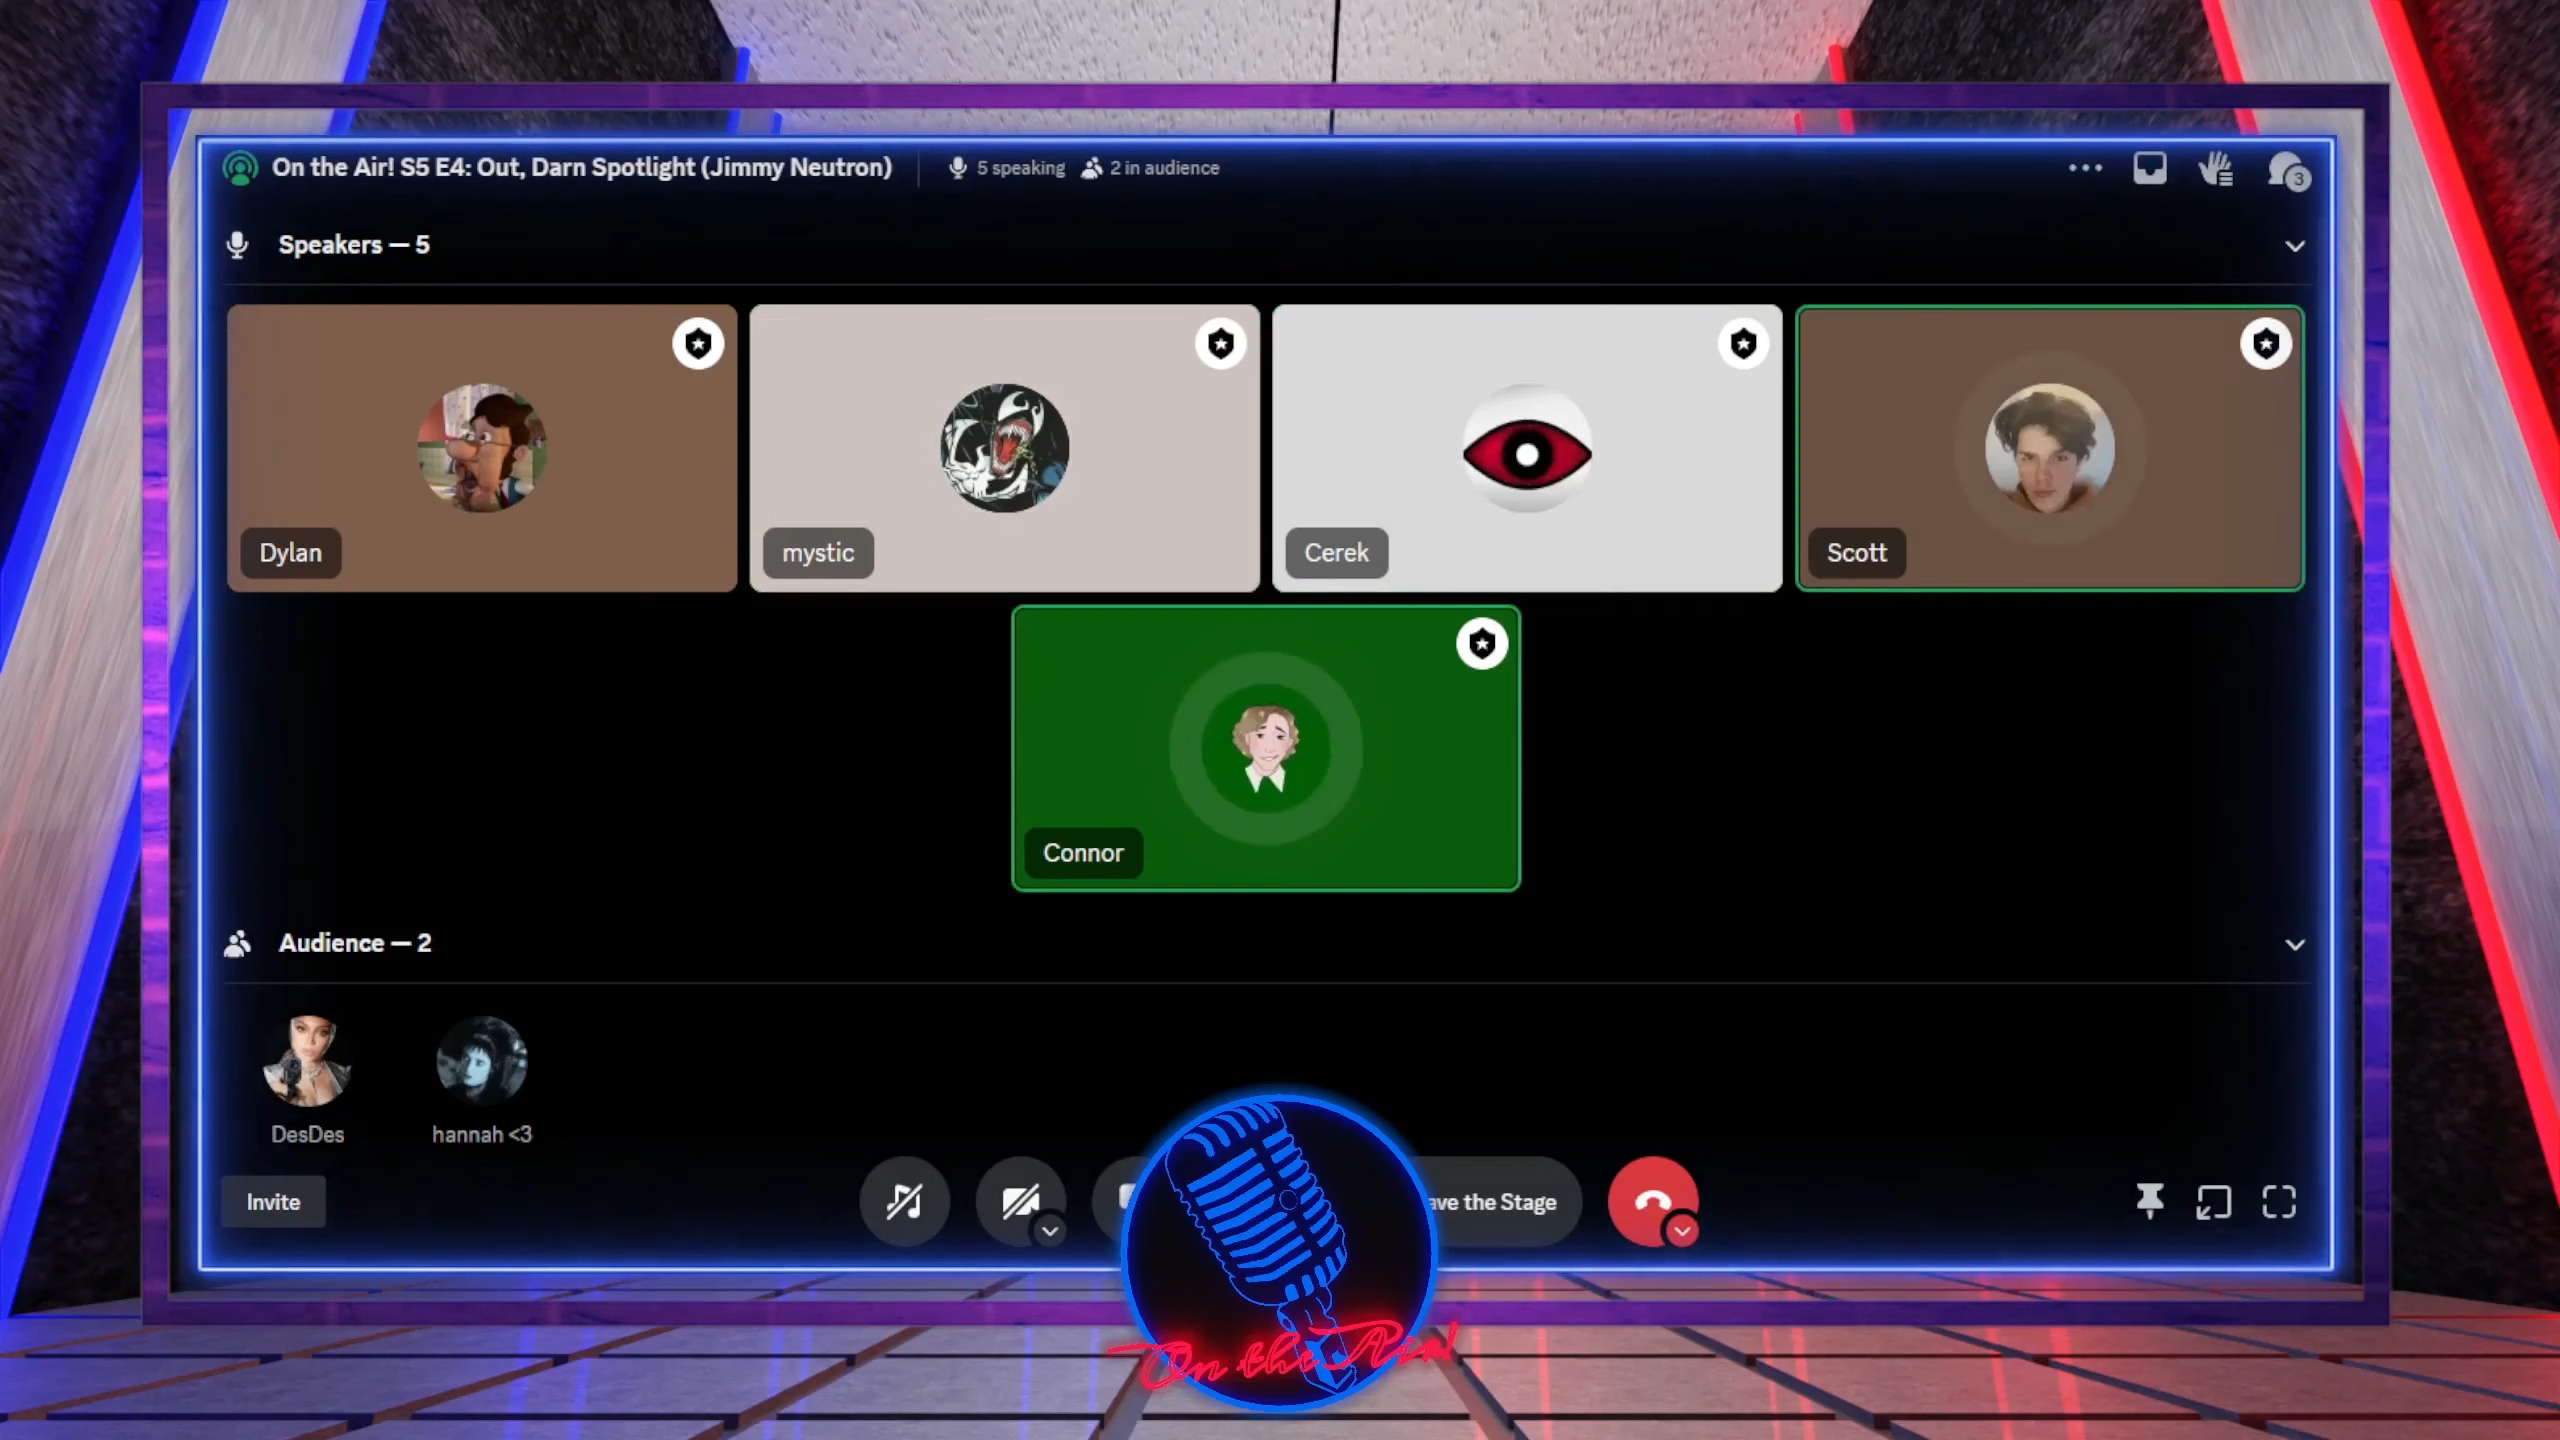 On the Air! S5 E4: Out, Darn Spotlight (Jimmy Neutron)
5 speaking
2 in audience
3
Speakers — 5
Dylan
mystic
Cerek
Scott
Connor
Audience — 2
DesDes
hannah <3
Invite
ave the Stage
On the Air!